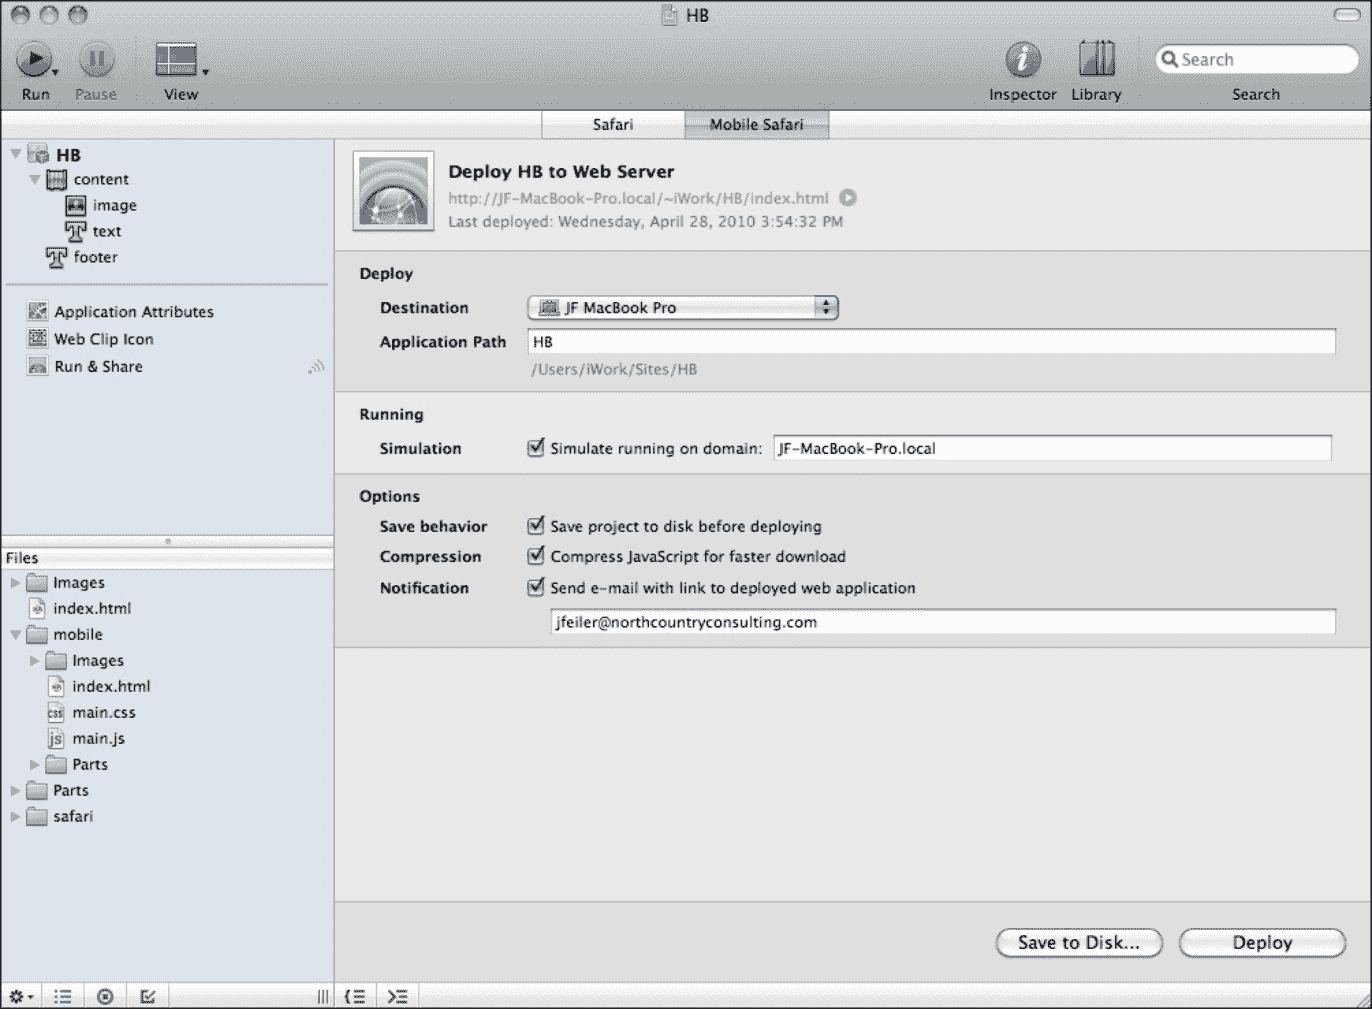 HB
Run
Pause
View
Inspector
Library
Search
Search
Safari
Mobile Safari
HB
content
image
text
footer
Application Attributes
Web Clip Icon
Run & Share
Files
Images
index.html
mobile
Images
index.html
css main.css
js main.js
Parts
Parts
safari
Deploy HB to Web Server
http://JF-MacBook-Pro.local/~iWork/HB/index.html
Last deployed: Wednesday, April 28, 2010 3:54:32 PM
Deploy
Destination JF MacBook Pro
Application Path HB
/Users/iWork/Sites/HB
Running
Simulation Simulate running on domain: JF-MacBook-Pro.local
Options
Save behavior Save project to disk before deploying
Compression Compress JavaScript for faster download
Notification Send e-mail with link to deployed web application
jfeiler@northcountryconsulting.com
Save to Disk... Deploy